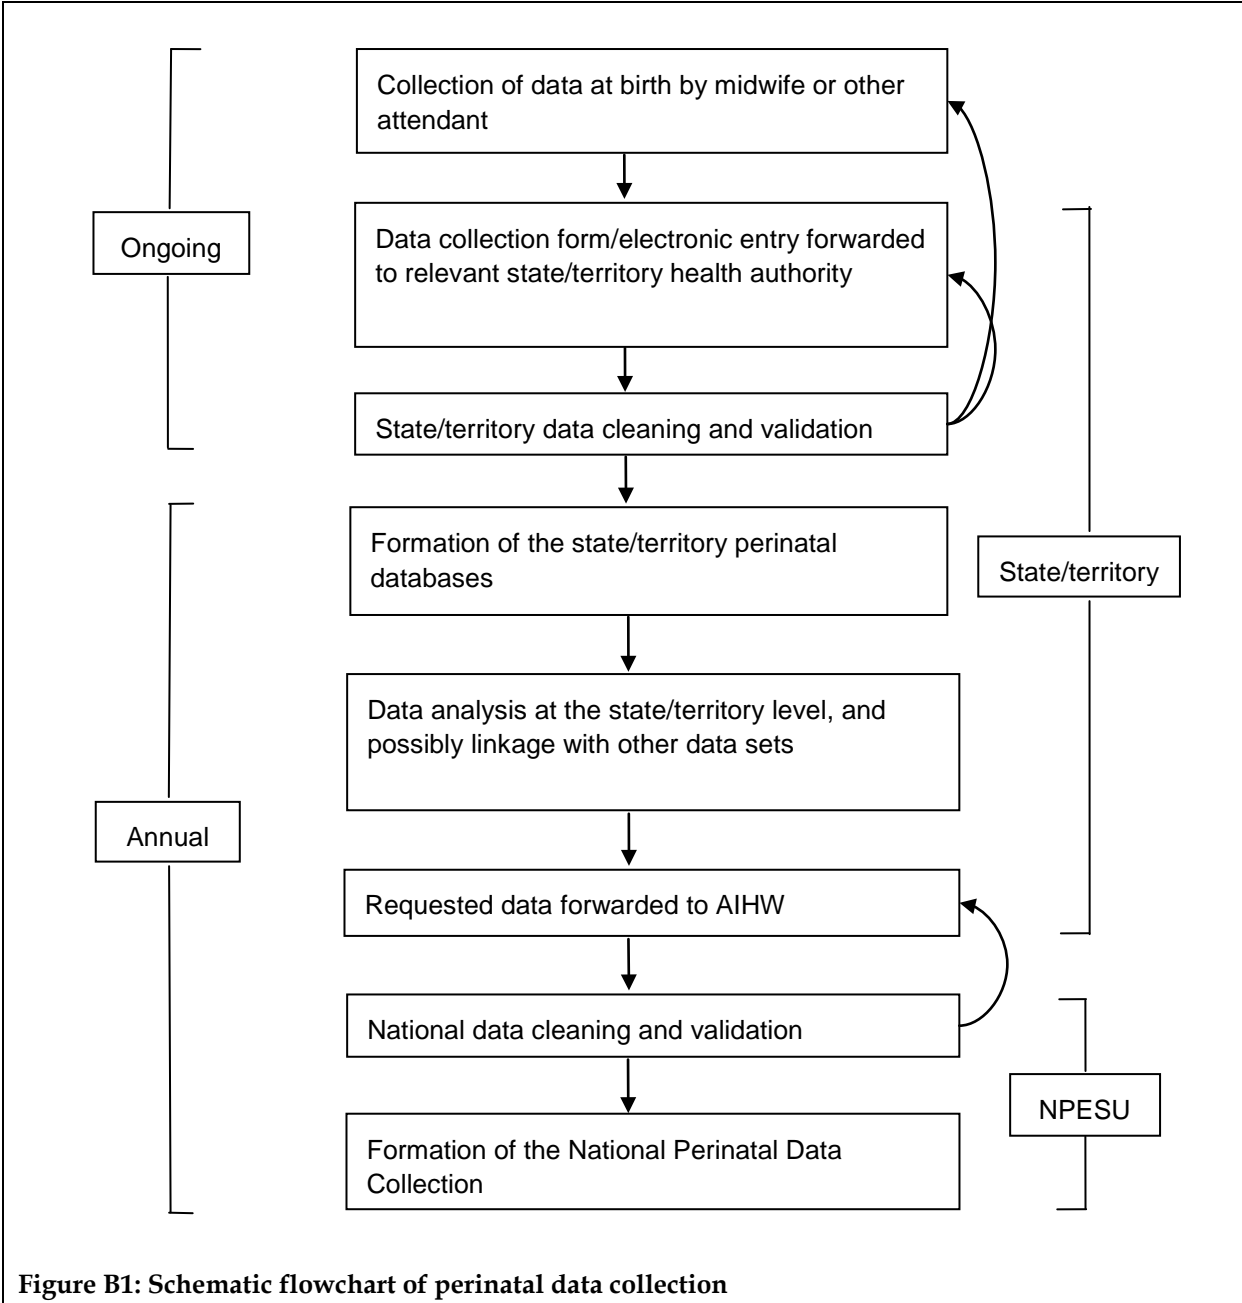 Collection of data at birth by midwife or other
attendant
Ongoing
Data collection form/electronic entry forwarded
to relevant state/territory health authority
State/territory data cleaning and validation
Formation of the state/territory perinatal
databases
State/territory
Data analysis at the state/territory level, and
possibly linkage with other data sets
Annual
Requested data forwarded to AIHW
National data cleaning and validation
NPESU
Formation of the National Perinatal Data
Collection
Figure B1: Schematic flowchart of perinatal data collection